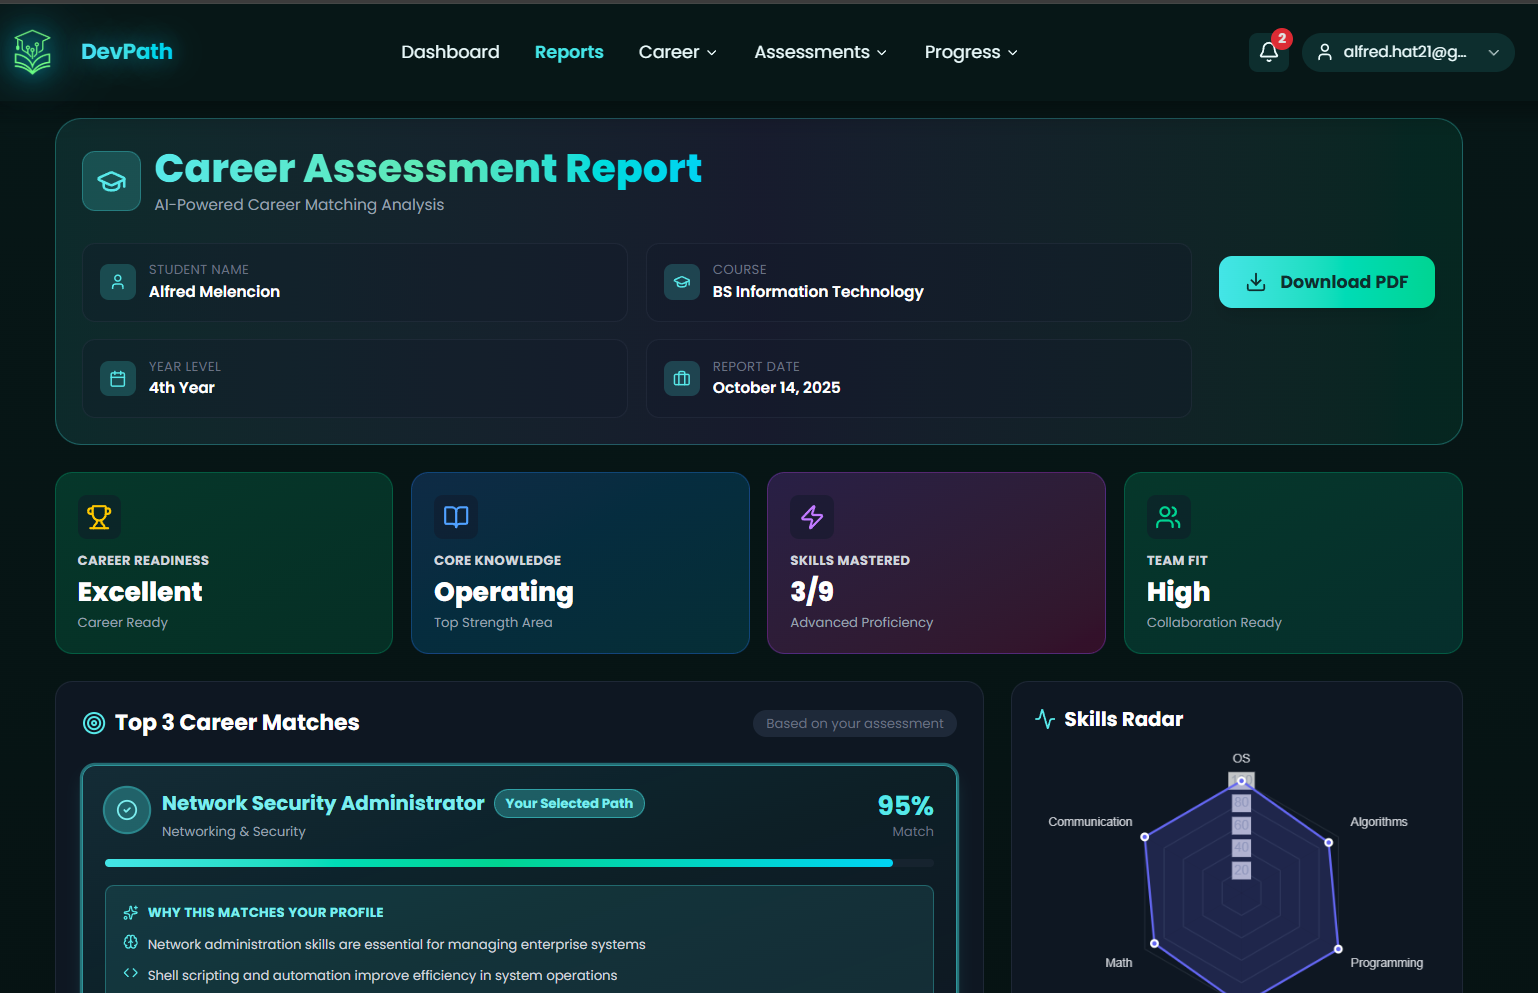 DevPath
Dashboard
Reports
Career
Assessments
Progress
2
alfred.hat21@g...
Career Assessment Report
AI-Powered Career Matching Analysis
STUDENT NAME
Alfred Melencion
COURSE
BS Information Technology
Download PDF
YEAR LEVEL
4th Year
REPORT DATE
October 14, 2025
CAREER READINESS
Excellent
Career Ready
CORE KNOWLEDGE
Operating
Top Strength Area
SKILLS MASTERED
3/9
Advanced Proficiency
TEAM FIT
High
Collaboration Ready
Top 3 Career Matches
Based on your assessment
Network Security Administrator
Your Selected Path
95%
Networking & Security
Match
WHY THIS MATCHES YOUR PROFILE
Network administration skills are essential for managing enterprise systems
Shell scripting and automation improve efficiency in system operations
Skills Radar
OS
80
60
40
20
Communication
Algorithms
Math
Programming